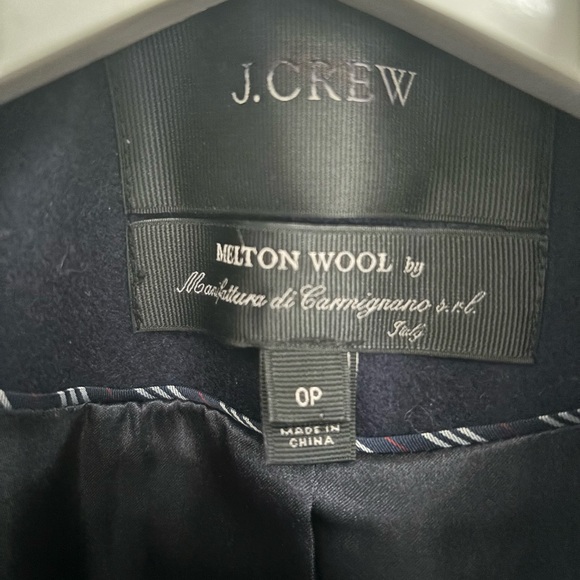 J.CREW
MELTON WOOL by
Manifattura di Carmignano s.r.l.
Italy
0P
MADE IN
CHINA